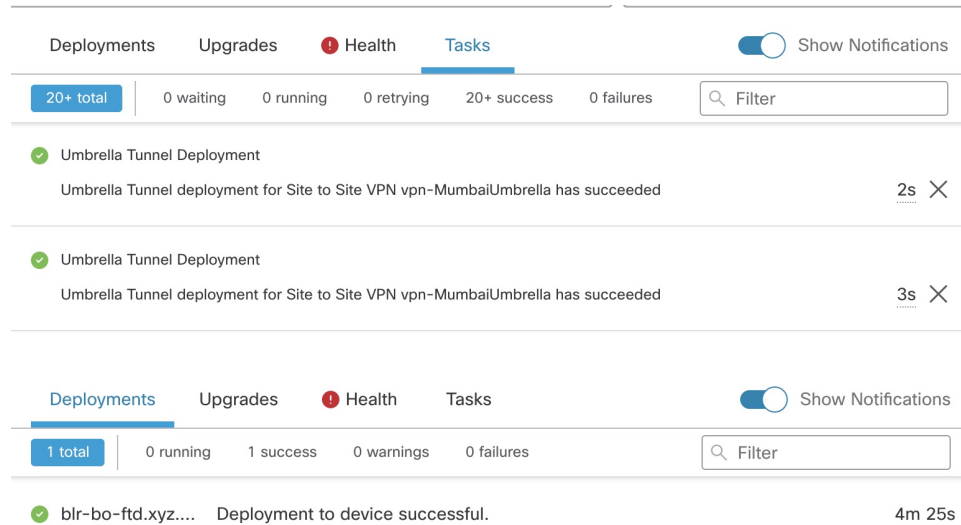 Deployments Upgrades Health Tasks Show Notifications
20+ total 0 waiting 0 running 0 retrying 20+ success 0 failures Filter
Umbrella Tunnel Deployment
Umbrella Tunnel deployment for Site to Site VPN vpn-MumbaiUmbrella has succeeded 2s
Umbrella Tunnel Deployment
Umbrella Tunnel deployment for Site to Site VPN vpn-MumbaiUmbrella has succeeded 3s
Deployments Upgrades Health Tasks Show Notifications
1 total 0 running 1 success 0 warnings 0 failures Filter
blr-bo-ftd.xyz.... Deployment to device successful. 4m 25s